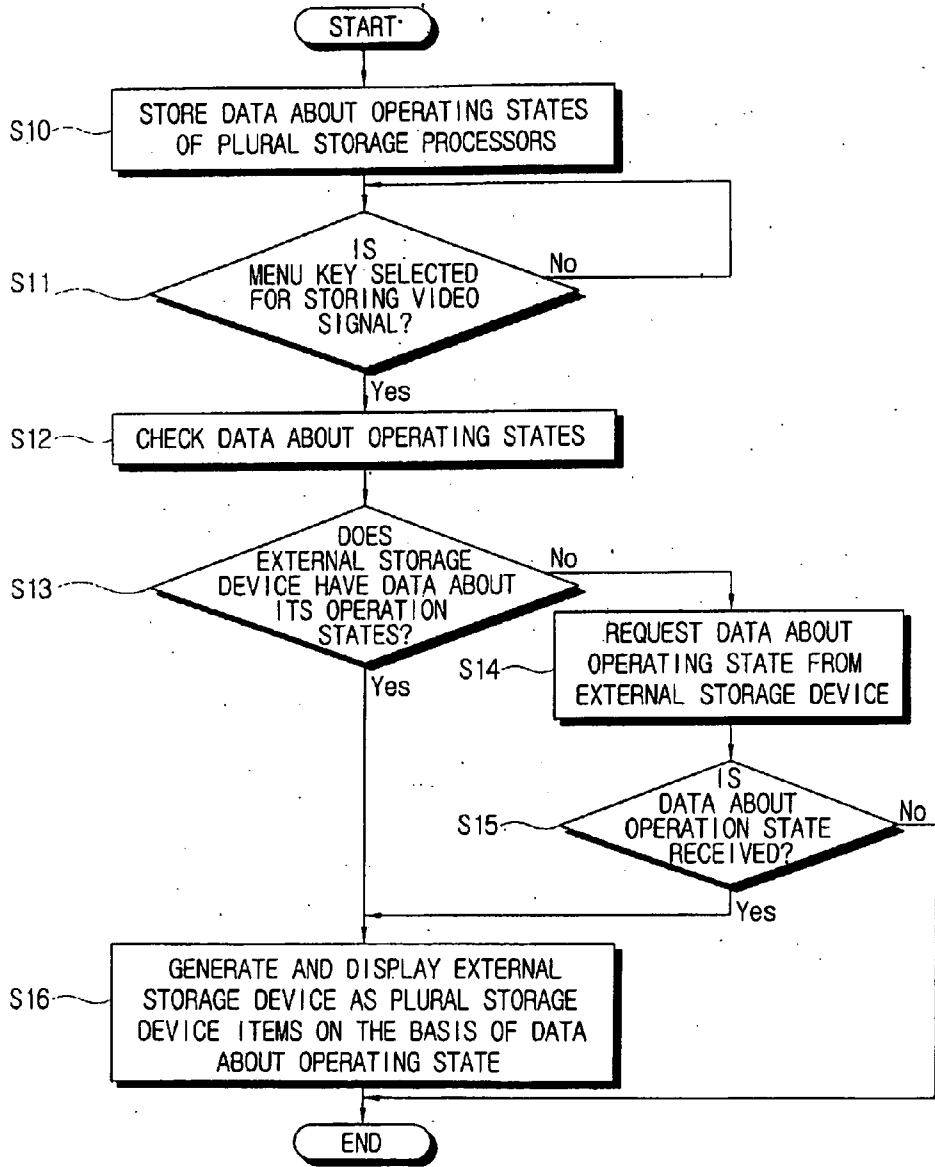 START
S10
STORE DATA ABOUT OPERATING STATES
OF PLURAL STORAGE PROCESSORS
S11
IS
MENU KEY SELECTED
FOR STORING VIDEO
SIGNAL?
No
Yes
S12
CHECK DATA ABOUT OPERATING STATES
S13
DOES
EXTERNAL STORAGE
DEVICE HAVE DATA ABOUT
ITS OPERATION
STATES?
No
Yes
S14
REQUEST DATA ABOUT
OPERATING STATE FROM
EXTERNAL STORAGE DEVICE
S15
IS
DATA ABOUT
OPERATION STATE
RECEIVED?
No
Yes
S16
GENERATE AND DISPLAY EXTERNAL
STORAGE DEVICE AS PLURAL STORAGE
DEVICE ITEMS ON THE BASIS OF DATA
ABOUT OPERATING STATE
END